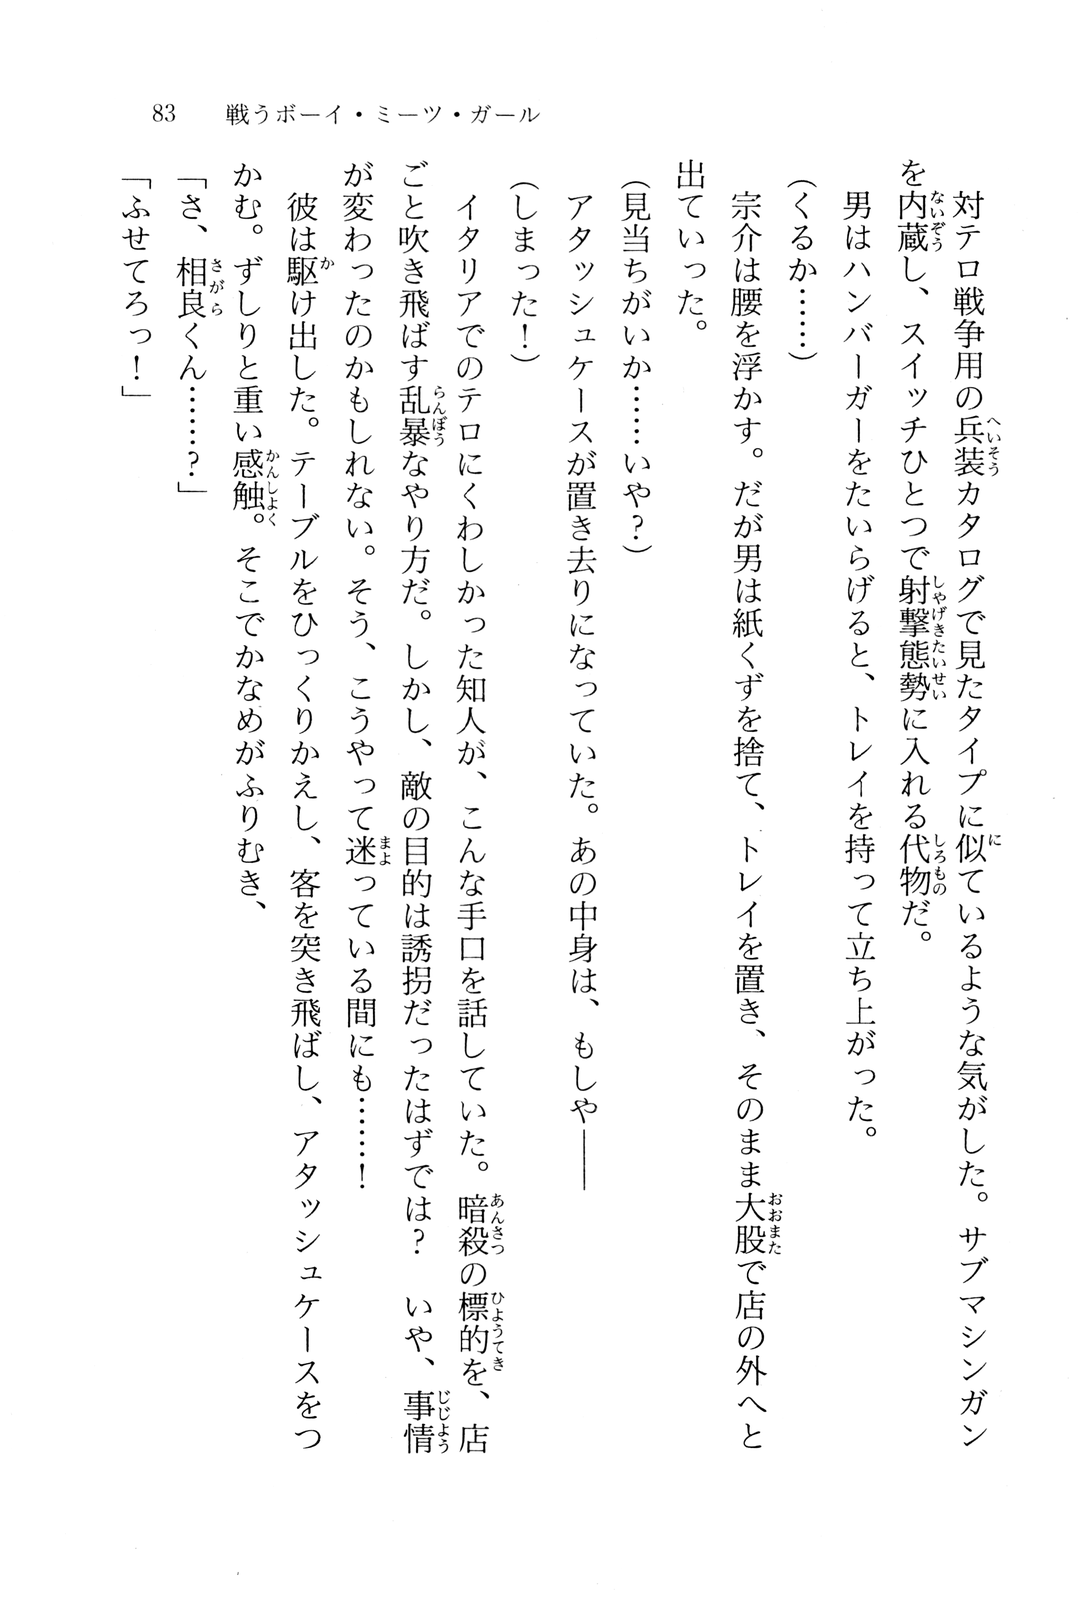 83　戦うボーイ・ミーツ・ガール
　対テロ戦争用の兵装カタログで見たタイプに似ているような気がした。サブマシンガン
を内蔵し、スイッチひとつで射撃態勢に入れる代物だ。
　男はハンバーガーをたいらげると、トレイを持って立ち上がった。
（くるか……）
　宗介は腰を浮かす。だが男は紙くずを捨て、トレイを置き、そのまま大股で店の外へと
出ていった。
（見当ちがいか……いや？）
　アタッシュケースが置き去りになっていた。あの中身は、もしや――
（しまった！）
　イタリアでのテロにくわしかった知人が、こんな手口を話していた。暗殺の標的を、店
ごと吹き飛ばす乱暴なやり方だ。しかし、敵の目的は誘拐だったはずでは？　いや、事情
が変わったのかもしれない。そう、こうやって迷っている間にも……！
　彼は駆け出した。テーブルをひっくりかえし、客を突き飛ばし、アタッシュケースをつ
かむ。ずしりと重い感触。そこでかなめがふりむき、
「さ、相良くん……？」
「ふせてろっ！」